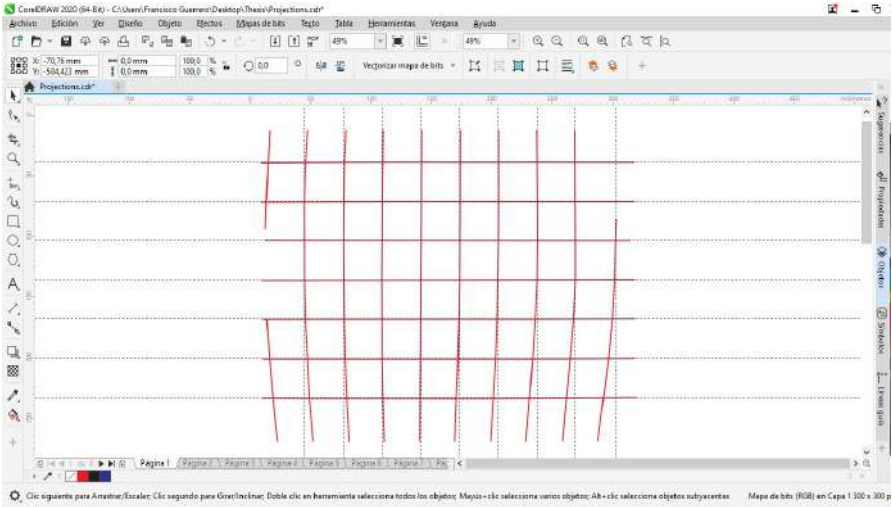 CorelDRAW 2020 (64-Bit) - C:\Users\Francisco Guerrero\Desktop\Thesis\Projections.cdr*
Archivo Edición Ver Diseño Objeto Efectos Mapas de bits Texto Tabla Herramientas Ventana Ayuda
49% 49%
X: -70,76 mm 0,0 mm 100,0 % 0,0 Vectorizar mapa de bits
Y: -584,423 mm 0,0 mm 100,0 %
Projections.cdr*
milímetros
Sugerencias
Propiedades
Objetos
Símbolos
Líneas guía
Página 1 Página 2 Página 3 Página 4 Página 5 Página 6 Página 7 Pág
Clic siguiente para Arrastrar/Escalar; Clic segundo para Girar/Inclinar; Doble clic en herramienta selecciona todos los objetos; Mayús+clic selecciona varios objetos; Alt+clic selecciona objetos subyacentes Mapa de bits (RGB) en Capa 1 300 x 300 p